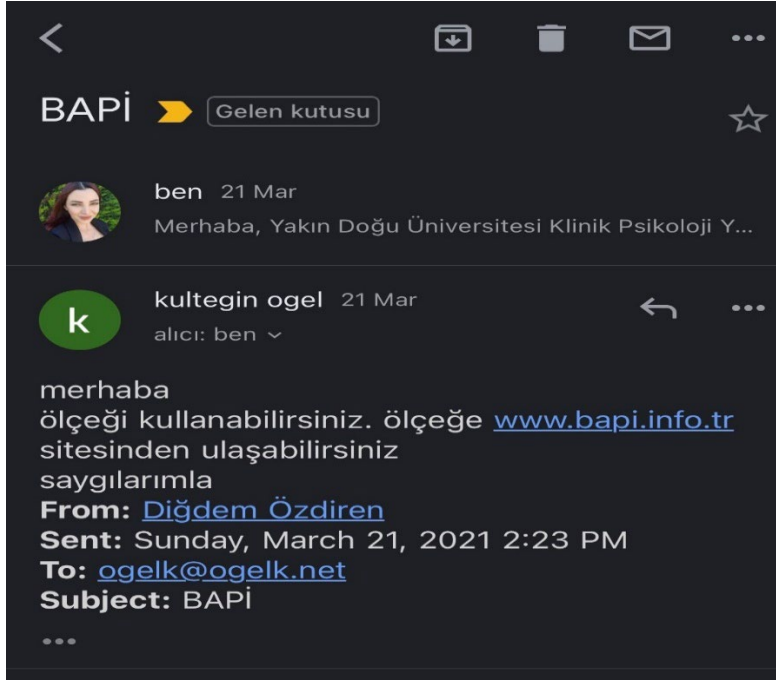 BAPİ Gelen kutusu
ben 21 Mar
Merhaba, Yakın Doğu Üniversitesi Klinik Psikoloji Y...
k
kultegin ogel 21 Mar
alıcı: ben
merhaba
ölçeği kullanabilirsiniz. ölçeğe www.bapi.info.tr
sitesinden ulaşabilirsiniz
saygılarımla
From: Diğdem Özdiren
Sent: Sunday, March 21, 2021 2:23 PM
To: ogelk@ogelk.net
Subject: BAPİ